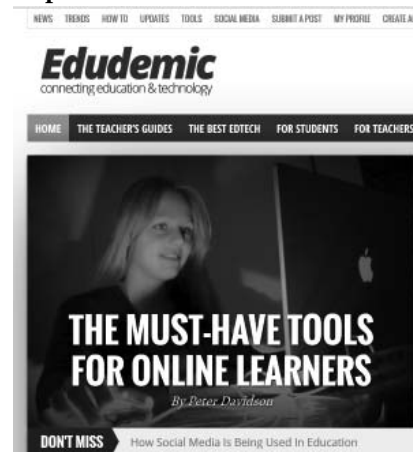 NEWS TRENDS HOW TO UPDATES TOOLS SOCIAL MEDIA SUBMIT A POST MY PROFILE CREATE A
Edudemic
connecting education & technology
HOME THE TEACHER'S GUIDES THE BEST EDTECH FOR STUDENTS FOR TEACHERS
THE MUST-HAVE TOOLS
FOR ONLINE LEARNERS
By Peter Davidson
DON'T MISS How Social Media Is Being Used In Education